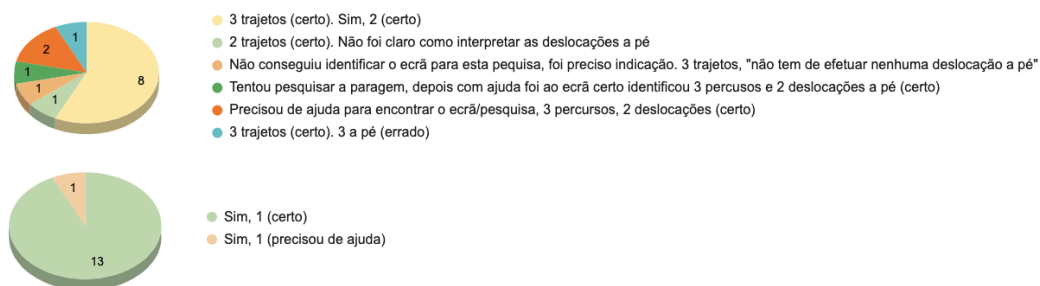 3 trajetos (certo). Sim, 2 (certo)
2 trajetos (certo). Não foi claro como interpretar as deslocações a pé
Não conseguiu identificar o ecrã para esta pequisa, foi preciso indicação. 3 trajetos, "não tem de efetuar nenhuma deslocação a pé"
Tentou pesquisar a paragem, depois com ajuda foi ao ecrã certo identificou 3 percusos e 2 deslocações a pé (certo)
Precisou de ajuda para encontrar o ecrã/pesquisa, 3 percursos, 2 deslocações (certo)
3 trajetos (certo). 3 a pé (errado)
1
2
1
1
1
8
Sim, 1 (certo)
Sim, 1 (precisou de ajuda)
1
13